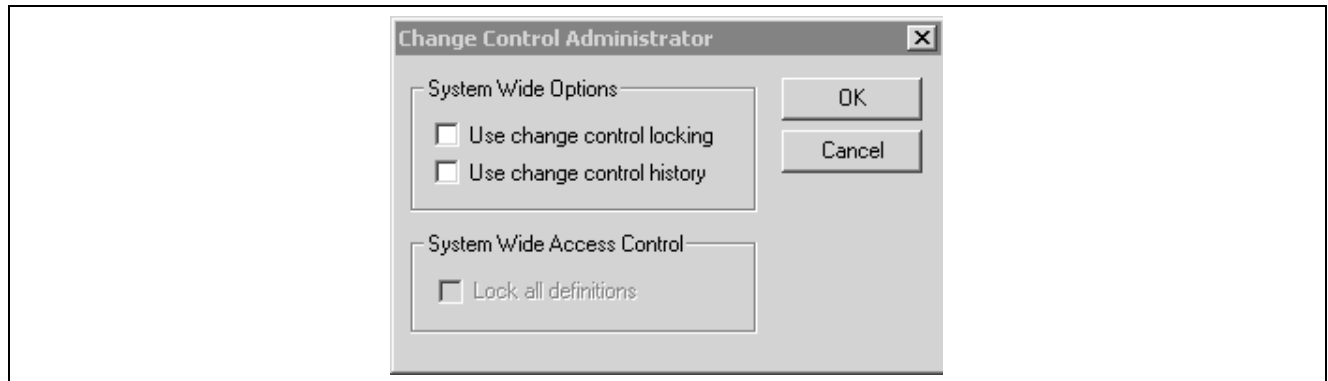 Change Control Administrator
System Wide Options
OK
Use change control locking
Cancel
Use change control history
System Wide Access Control
Lock all definitions